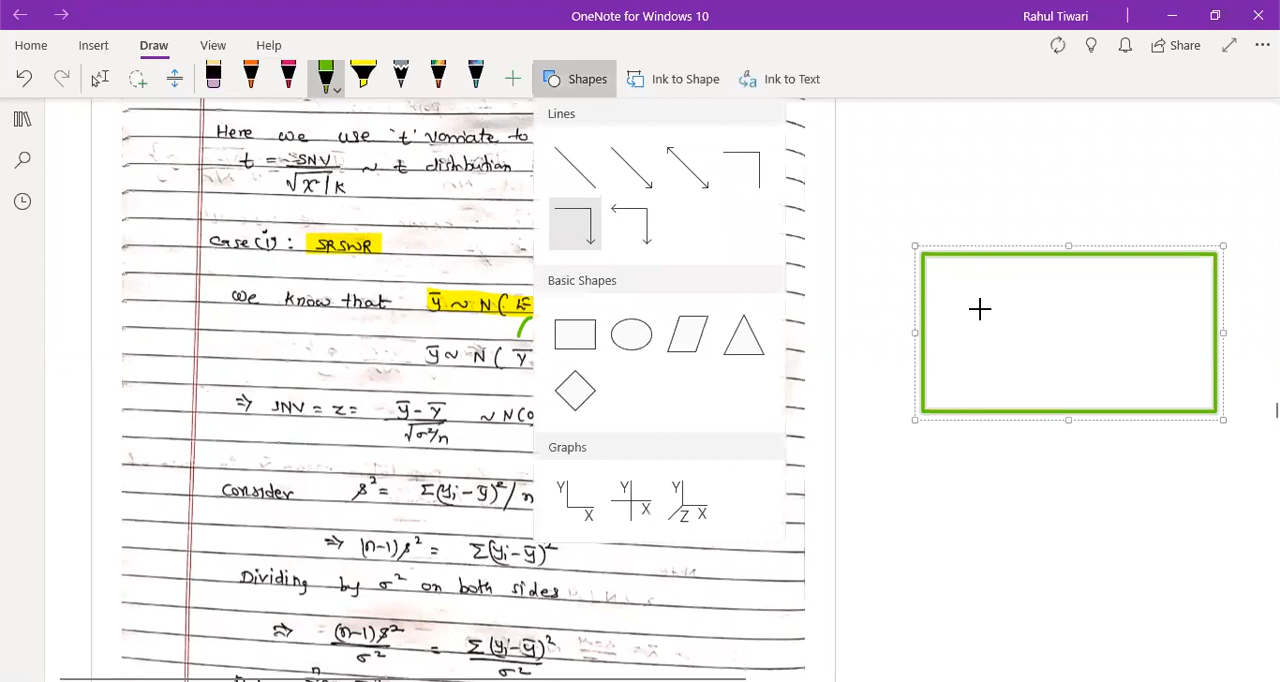 OneNote for Windows 10
Rahul Tiwari
Home Insert Draw View Help
Share
Shapes Ink to Shape Ink to Text
Lines
Basic Shapes
Graphs
Y X Y X Y Z X
Here we use 't' variate to
t = SNV / √x²/k ~ t distribution
Case (i) : SRSWR
We know that ȳ ~ N( E
ȳ ~ N ( Ȳ
⇒ SNV = Z = ȳ - Ȳ / √σ²/n ~ N(0
Consider s² = Σ(yi - ȳ)² / n
⇒ (n-1)s² = Σ(yi - ȳ)²
Dividing by σ² on both sides
⇒ (n-1)s² / σ² = Σ(yi - ȳ)² / σ²